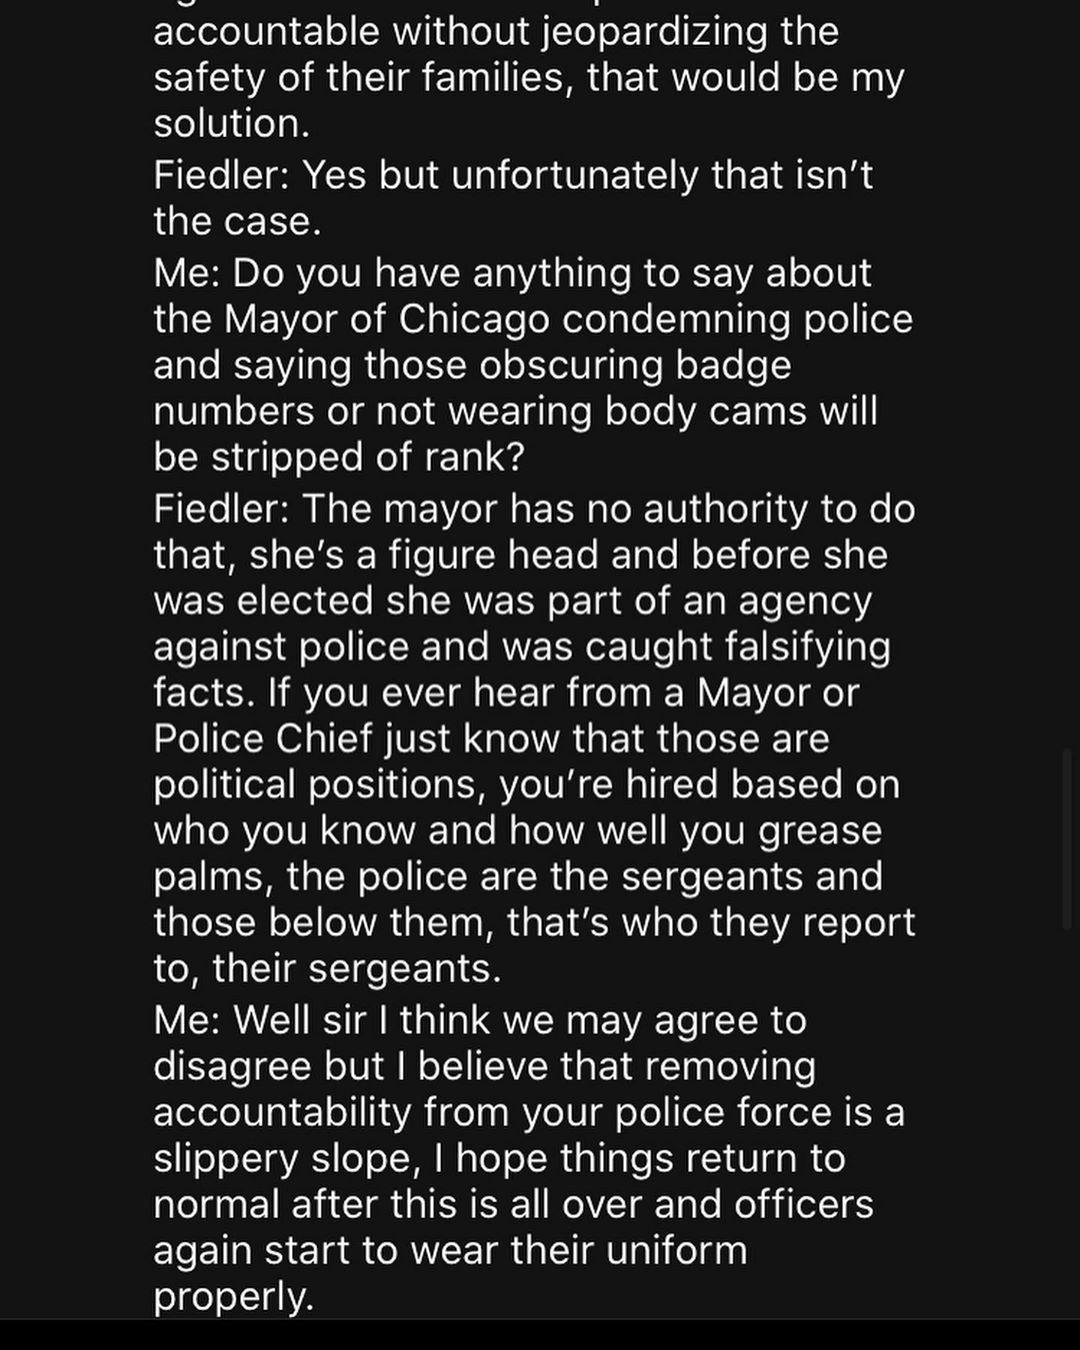 accountable without jeopardizing the
safety of their families, that would be my
solution.
Fiedler: Yes but unfortunately that isn’t
the case.
Me: Do you have anything to say about
the Mayor of Chicago condemning police
and saying those obscuring badge
numbers or not wearing body cams will
be stripped of rank?
Fiedler: The mayor has no authority to do
that, she’s a figure head and before she
was elected she was part of an agency
against police and was caught falsifying
facts. If you ever hear from a Mayor or
Police Chief just know that those are
political positions, you’re hired based on
who you know and how well you grease
palms, the police are the sergeants and
those below them, that’s who they report
to, their sergeants.
Me: Well sir I think we may agree to
disagree but I believe that removing
accountability from your police force is a
slippery slope, I hope things return to
normal after this is all over and officers
again start to wear their uniform
properly.